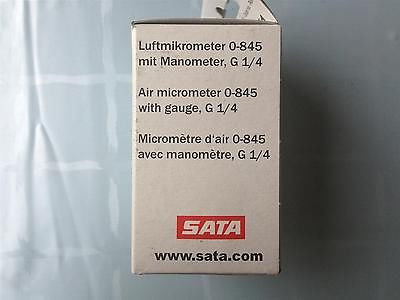 Luftmikrometer 0-845
mit Manometer, G 1/4
Air micrometer 0-845
with gauge, G 1/4
Micromètre d'air 0-845
avec manomètre, G 1/4
SATA
www.sata.com